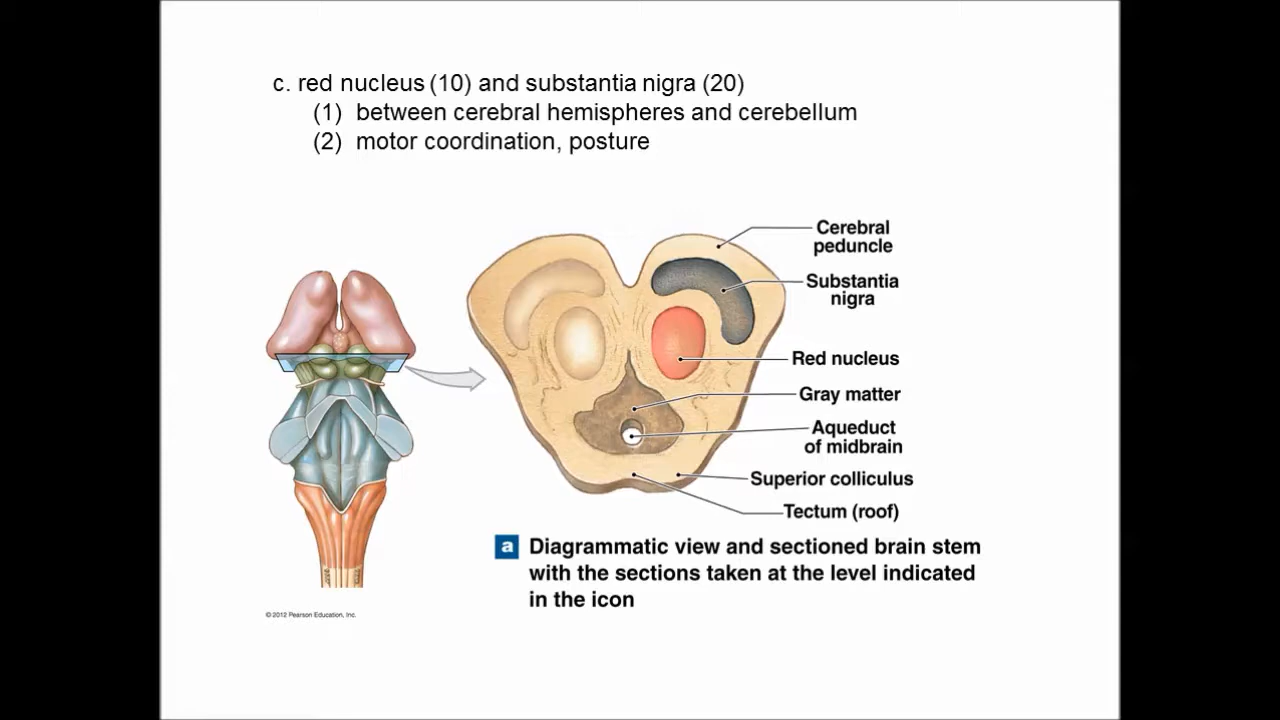 c. red nucleus (10) and substantia nigra (20)
(1) between cerebral hemispheres and cerebellum
(2) motor coordination, posture
Cerebral
peduncle
Substantia
nigra
Red nucleus
Gray matter
Aqueduct
of midbrain
Superior colliculus
Tectum (roof)
a Diagrammatic view and sectioned brain stem
with the sections taken at the level indicated
in the icon
© 2012 Pearson Education, Inc.